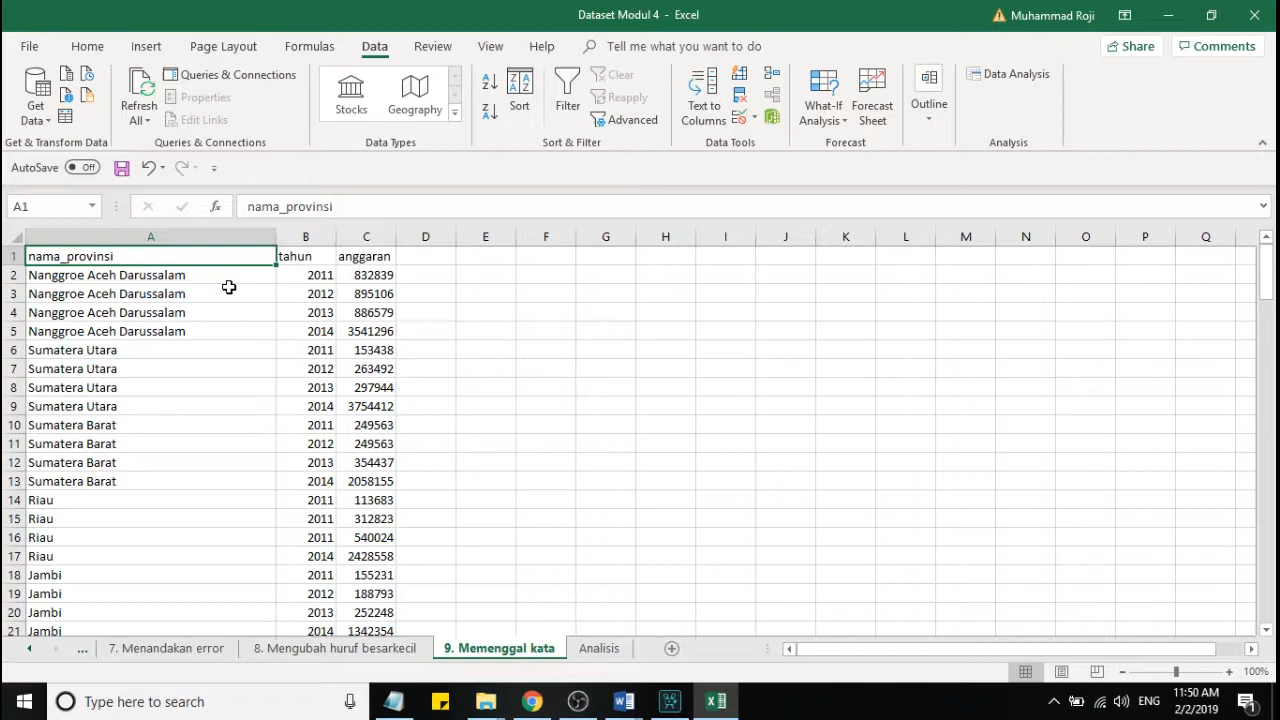 Dataset Modul 4 - Excel
Muhammad Roji
File Home Insert Page Layout Formulas Data Review View Help Tell me what you want to do Share Comments
Get Data
Refresh All
Queries & Connections
Properties
Edit Links
Stocks
Geography
Sort
Filter
Clear
Reapply
Advanced
Text to Columns
What-If Analysis
Forecast Sheet
Outline
Data Analysis
Get & Transform Data Queries & Connections Data Types Sort & Filter Data Tools Forecast Analysis
AutoSave Off
A1 fx nama_provinsi
A B C D E F G H I J K L M N O P Q
1 nama_provinsi tahun anggaran
2 Nanggroe Aceh Darussalam 2011 832839
3 Nanggroe Aceh Darussalam 2012 895106
4 Nanggroe Aceh Darussalam 2013 886579
5 Nanggroe Aceh Darussalam 2014 3541296
6 Sumatera Utara 2011 153438
7 Sumatera Utara 2012 263492
8 Sumatera Utara 2013 297944
9 Sumatera Utara 2014 3754412
10 Sumatera Barat 2011 249563
11 Sumatera Barat 2012 249563
12 Sumatera Barat 2013 354437
13 Sumatera Barat 2014 2058155
14 Riau 2011 113683
15 Riau 2011 312823
16 Riau 2011 540024
17 Riau 2014 2428558
18 Jambi 2011 155231
19 Jambi 2012 188793
20 Jambi 2013 252248
21 Jambi 2014 1342354
... 7. Menandakan error 8. Mengubah huruf besarkecil 9. Memenggal kata Analisis
100%
Type here to search
ENG
11:50 AM
2/2/2019
1